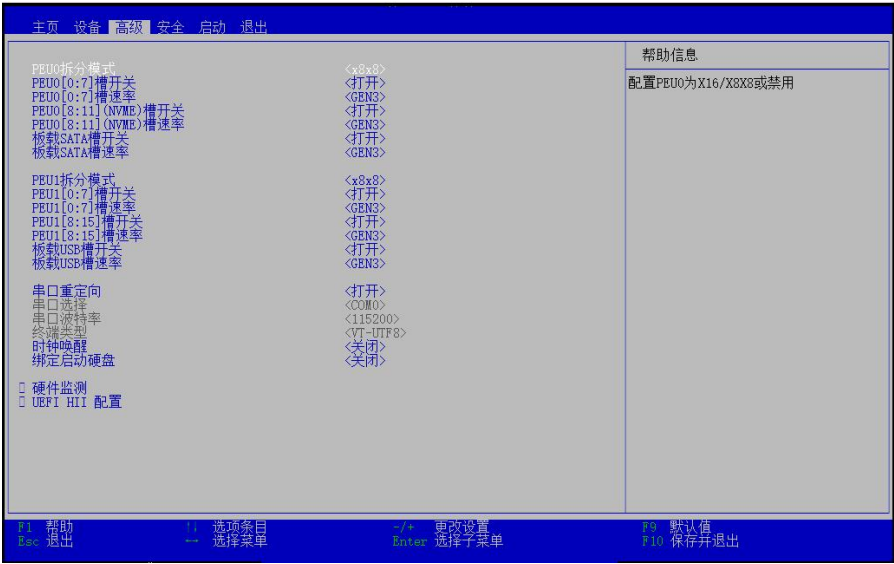 主页 设备 高级 安全 启动 退出
帮助信息
配置PEU0为X16/X8X8或禁用
PEU0拆分模式 <x8x8>
PEU0[0:7]槽开关 <打开>
PEU0[0:7]槽速率 <GEN3>
PEU0[8:11](NVME)槽开关 <打开>
PEU0[8:11](NVME)槽速率 <GEN3>
板载SATA槽开关 <打开>
板载SATA槽速率 <GEN3>
PEU1拆分模式 <x8x8>
PEU1[0:7]槽开关 <打开>
PEU1[0:7]槽速率 <GEN3>
PEU1[8:15]槽开关 <打开>
PEU1[8:15]槽速率 <GEN3>
板载USB槽开关 <打开>
板载USB槽速率 <GEN3>
串口重定向 <打开>
串口选择 <COM0>
串口波特率 <115200>
终端类型 <VT-UTF8>
时钟唤醒 <关闭>
绑定启动硬盘 <关闭>
硬件监测
UEFI HII 配置
F1 帮助 ↑↓ 选项条目 -/+ 更改设置 F9 默认值
Esc 退出 ↔ 选择菜单 Enter 选择子菜单 F10 保存并退出